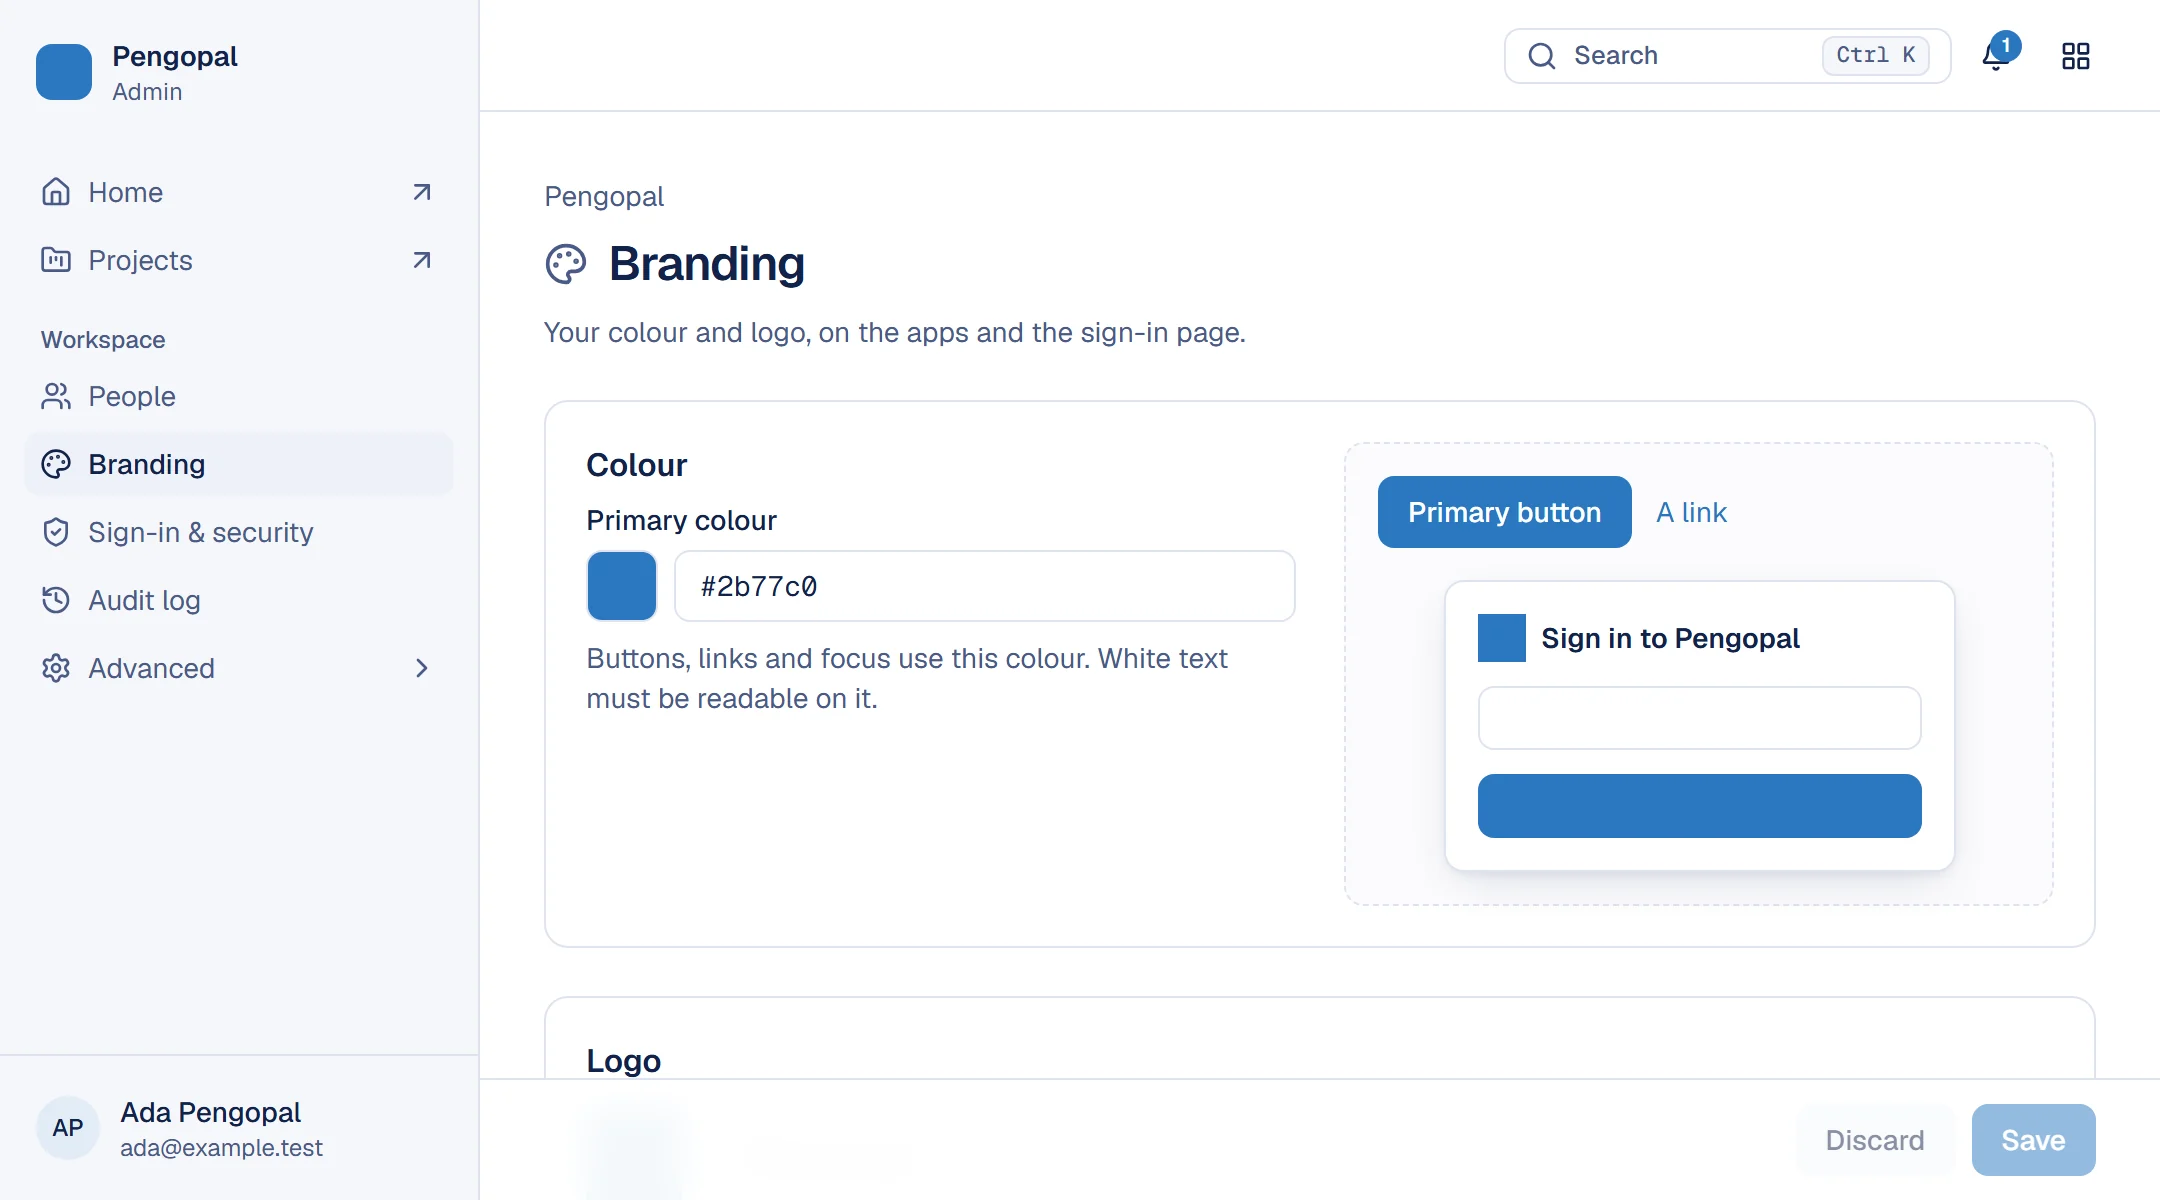 Pengopal
Admin
Home
Projects
Workspace
People
Branding
Sign-in & security
Audit log
Advanced
AP
Ada Pengopal
ada@example.test
Search
Ctrl K
1
Pengopal
Branding
Your colour and logo, on the apps and the sign-in page.
Colour
Primary colour
#2b77c0
Buttons, links and focus use this colour. White text
must be readable on it.
Primary button
A link
Sign in to Pengopal
Logo
Discard
Save